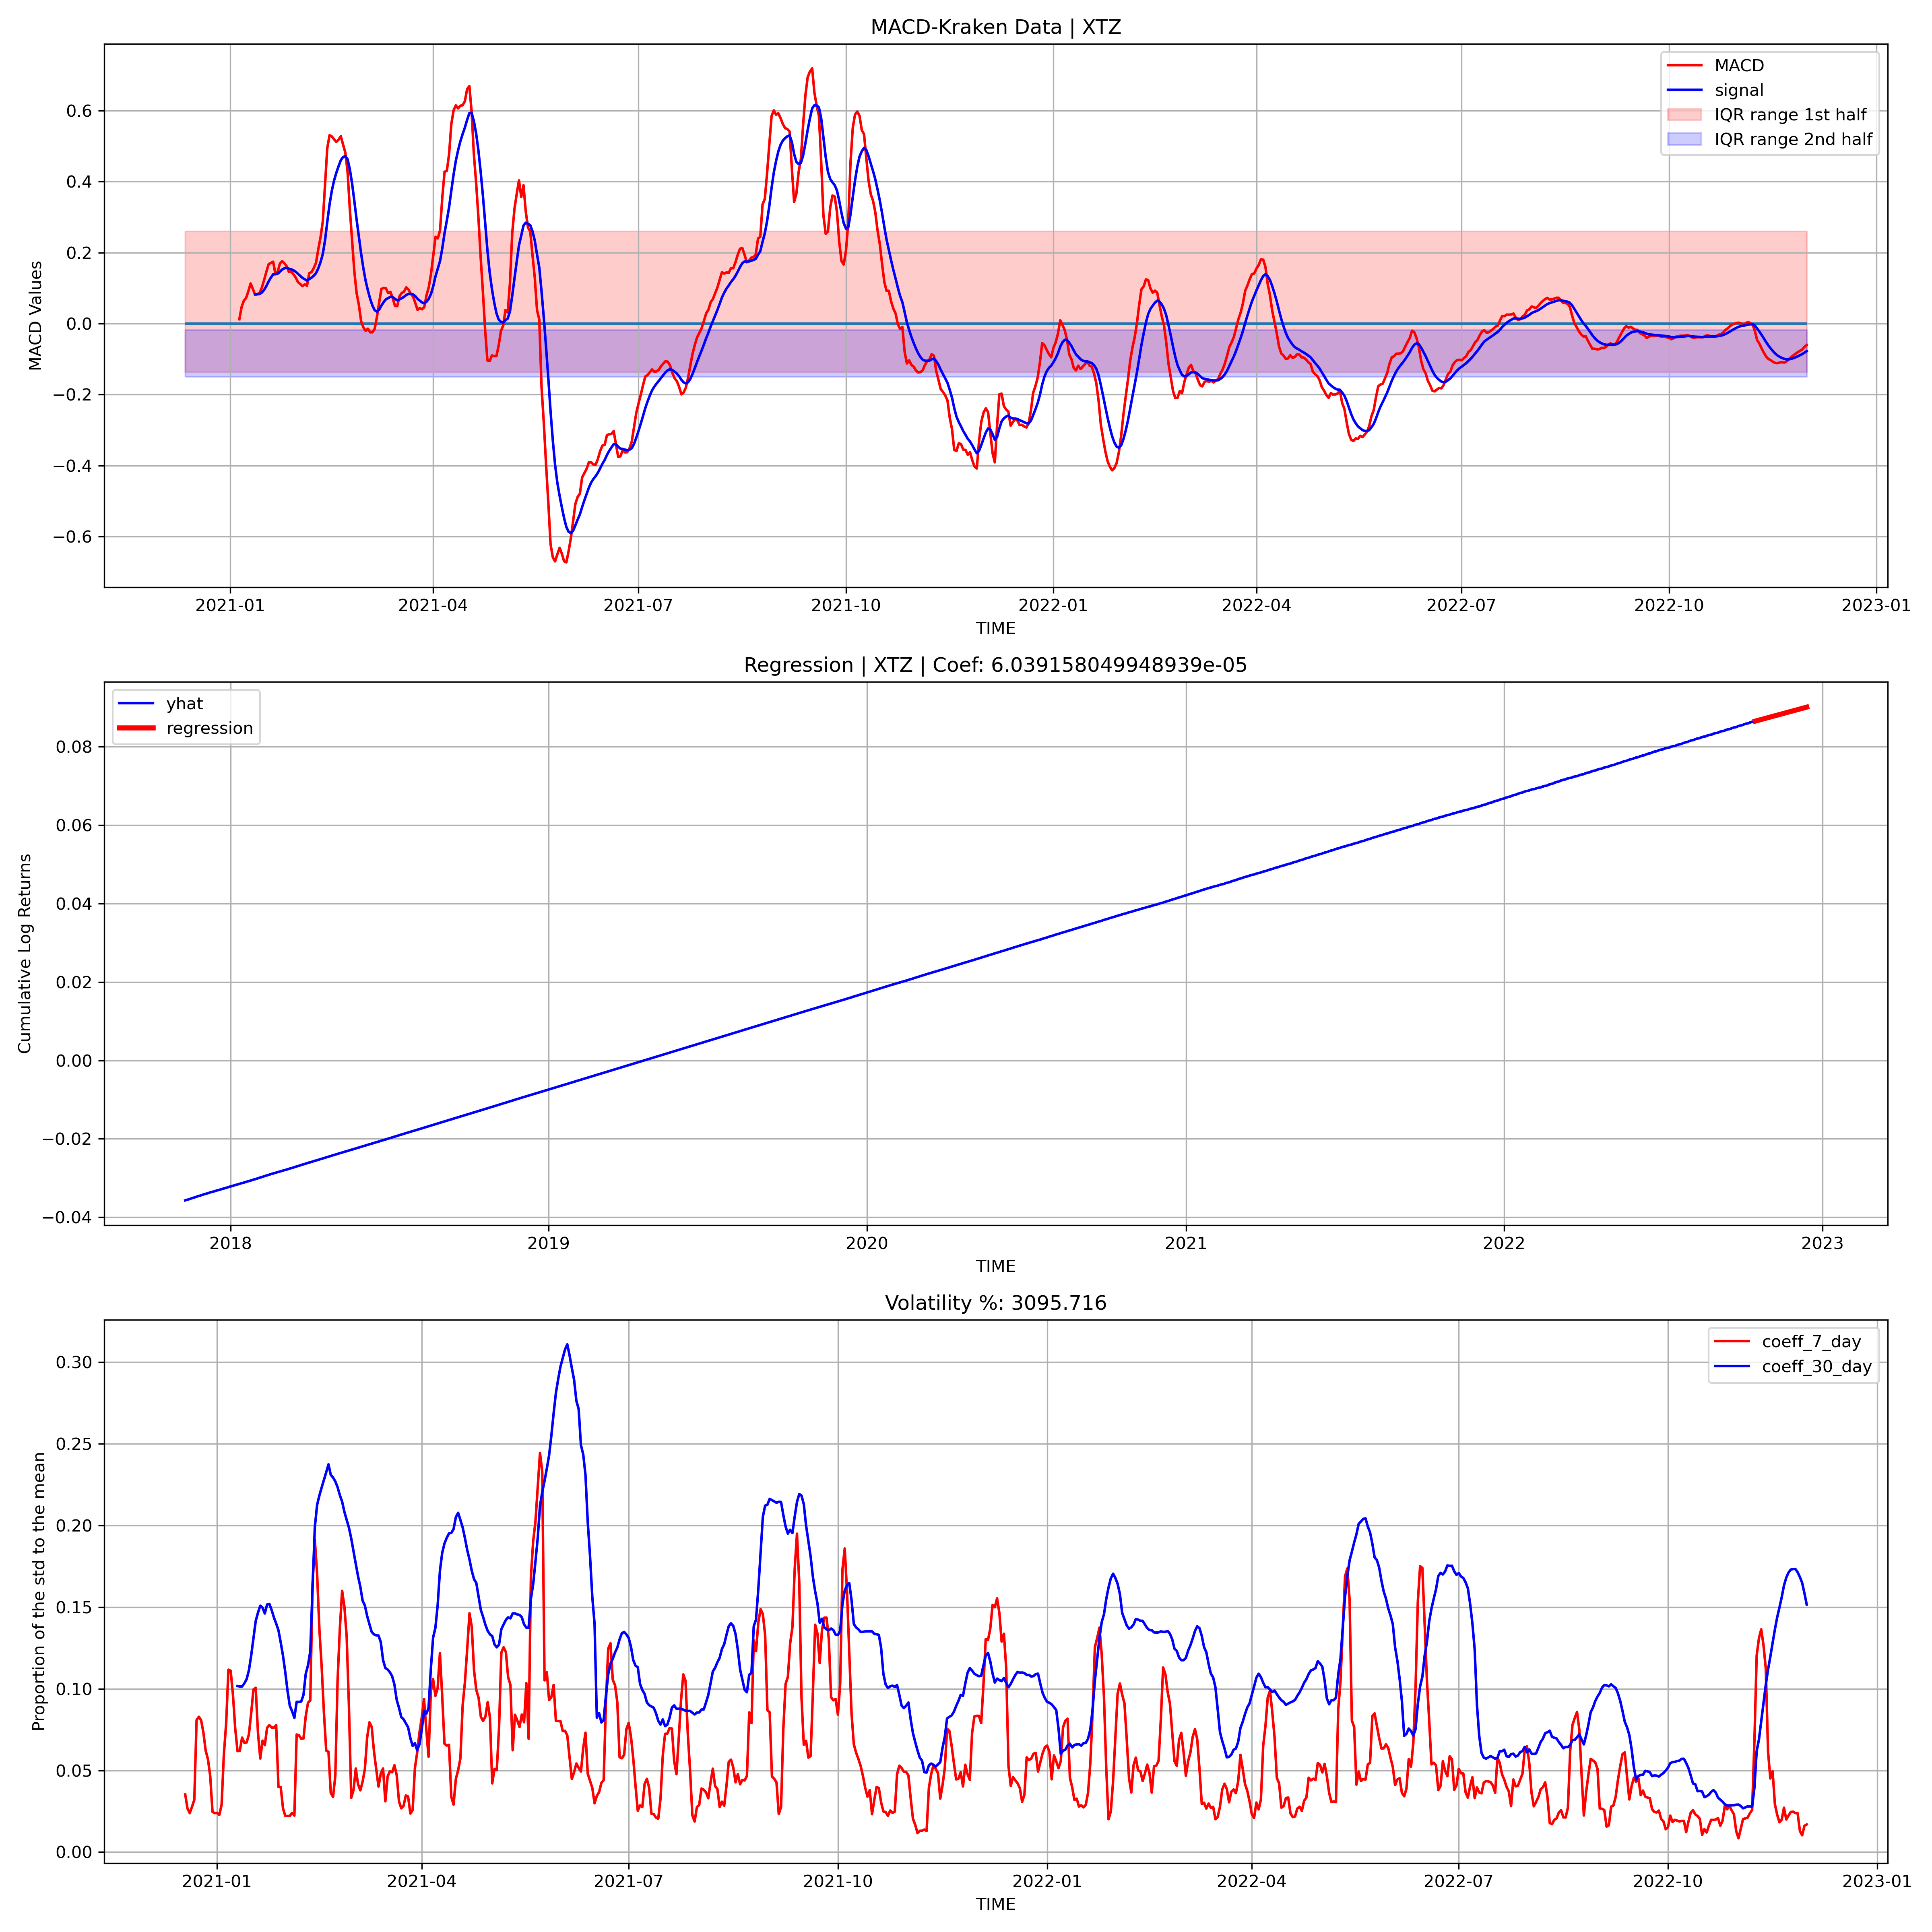 MACD-Kraken Data | XTZ
MACD
signal
IQR range 1st half
IQR range 2nd half
MACD Values
0.6
0.4
0.2
0.0
−0.2
−0.4
−0.6
2021-01 2021-04 2021-07 2021-10 2022-01 2022-04 2022-07 2022-10 2023-01
TIME
Regression | XTZ | Coef: 6.039158049948939e-05
yhat
regression
Cumulative Log Returns
0.08
0.06
0.04
0.02
0.00
−0.02
−0.04
2018 2019 2020 2021 2022 2023
TIME
Volatility %: 3095.716
coeff_7_day
coeff_30_day
Proportion of the std to the mean
0.30
0.25
0.20
0.15
0.10
0.05
0.00
2021-01 2021-04 2021-07 2021-10 2022-01 2022-04 2022-07 2022-10 2023-01
TIME